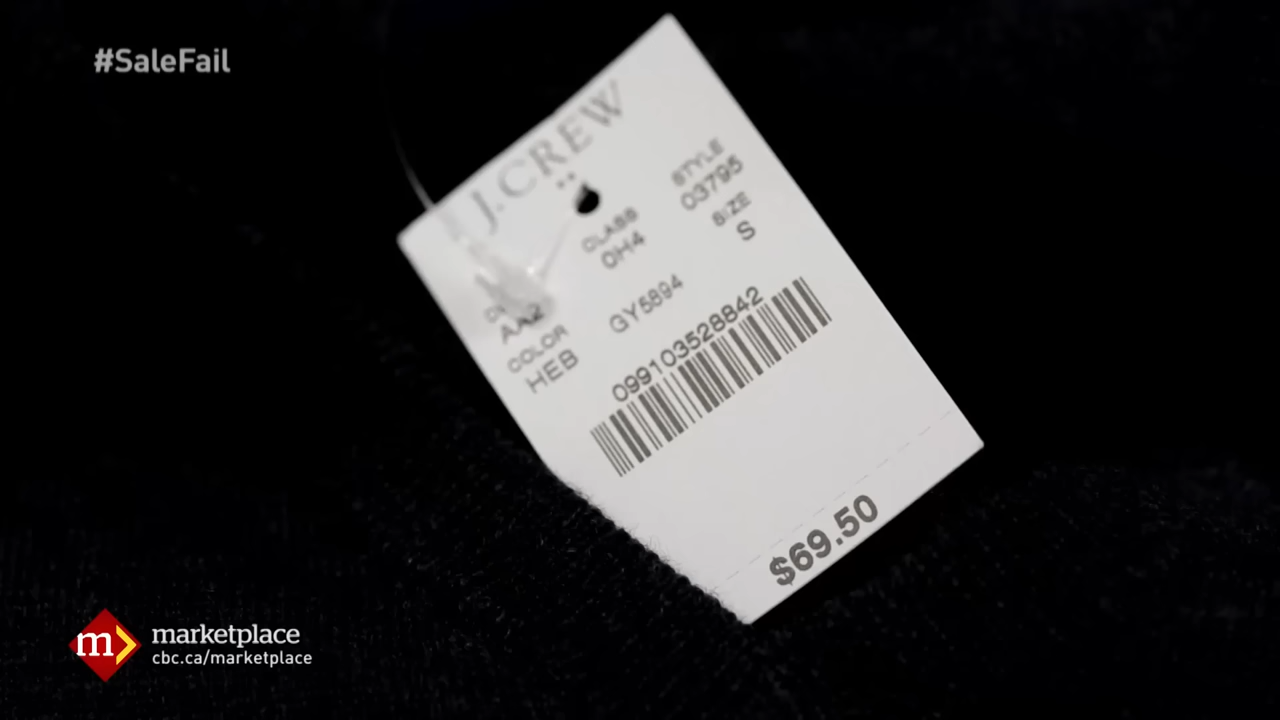 #SaleFail
J.CREW
CLASS
STYLE
0H4
03795
SIZE
S
AA2
COLOR
HEB
GY5894
099103528842
$69.50
m
marketplace
cbc.ca/marketplace